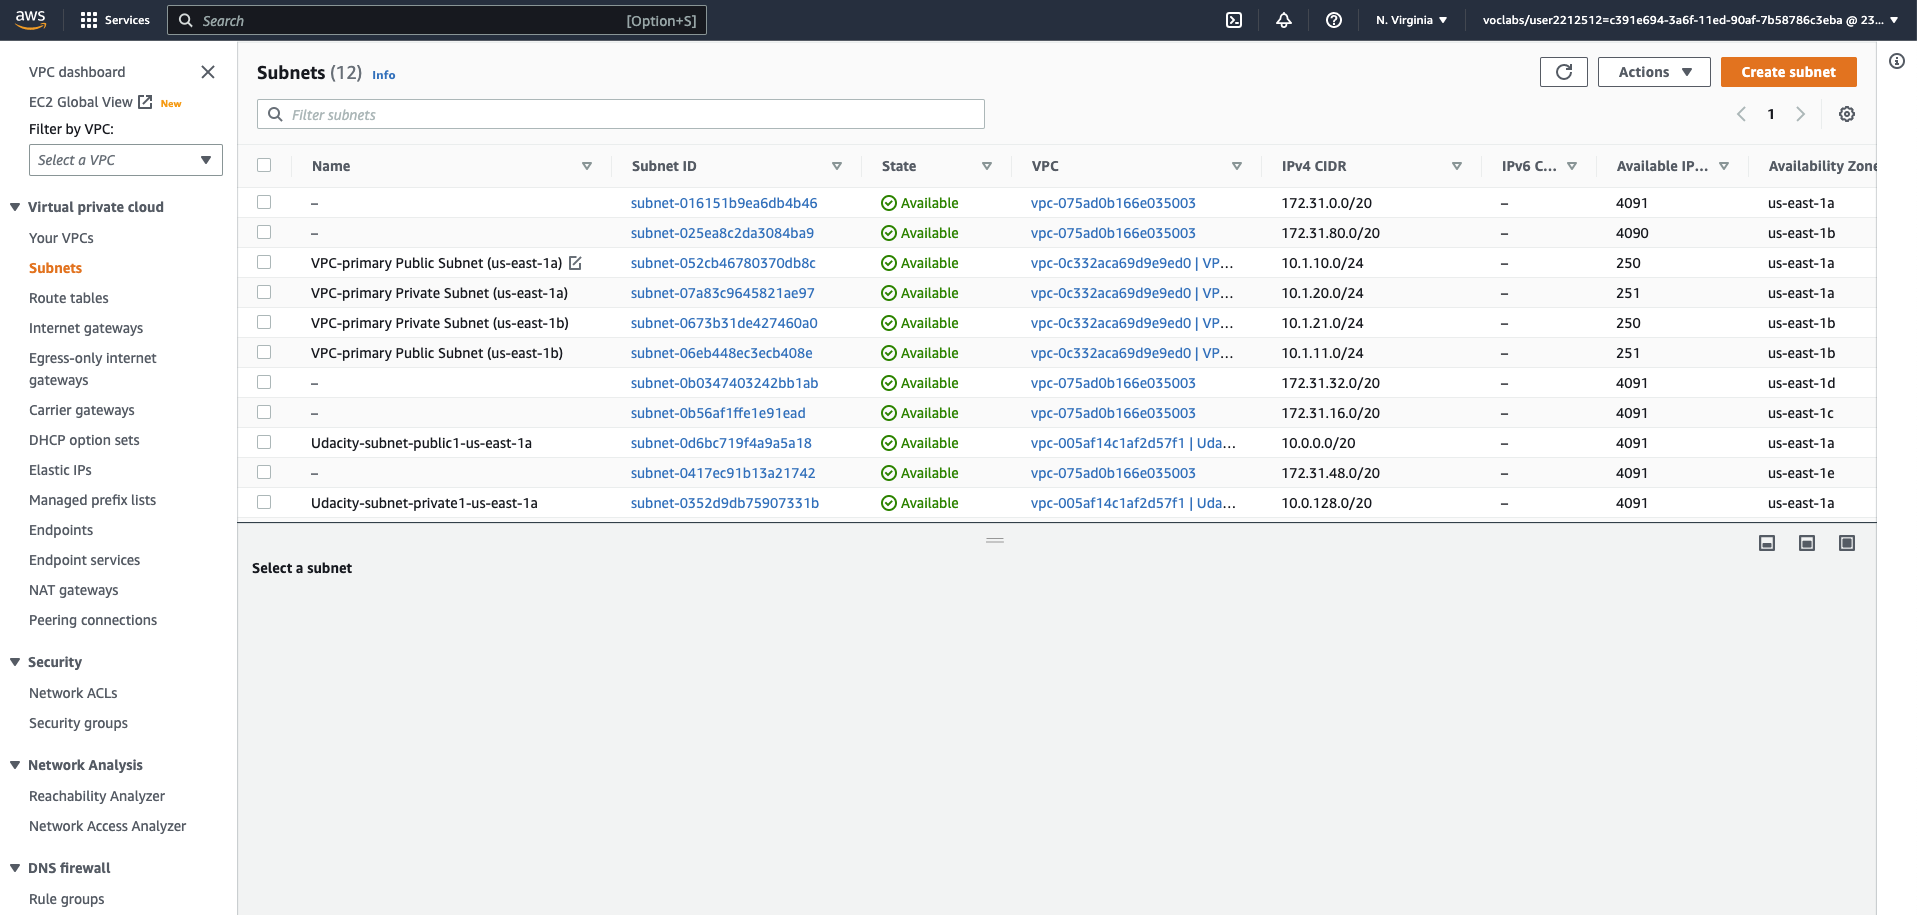 aws Services Search [Option+S] N. Virginia voclabs/user2212512=c391e694-3a6f-11ed-90af-7b58786c3eba @ 23...
VPC dashboard
EC2 Global View New
Filter by VPC:
Select a VPC
Virtual private cloud
Your VPCs
Subnets
Route tables
Internet gateways
Egress-only internet
gateways
Carrier gateways
DHCP option sets
Elastic IPs
Managed prefix lists
Endpoints
Endpoint services
NAT gateways
Peering connections
Security
Network ACLs
Security groups
Network Analysis
Reachability Analyzer
Network Access Analyzer
DNS firewall
Rule groups
Subnets (12) Info
Actions Create subnet
Filter subnets
1
Name Subnet ID State VPC IPv4 CIDR IPv6 C... Available IP... Availability Zone
– subnet-016151b9ea6db4b46 Available vpc-075ad0b166e035003 172.31.0.0/20 – 4091 us-east-1a
– subnet-025ea8c2da3084ba9 Available vpc-075ad0b166e035003 172.31.80.0/20 – 4090 us-east-1b
VPC-primary Public Subnet (us-east-1a) subnet-052cb46780370db8c Available vpc-0c332aca69d9e9ed0 | VP... 10.1.10.0/24 – 250 us-east-1a
VPC-primary Private Subnet (us-east-1a) subnet-07a83c9645821ae97 Available vpc-0c332aca69d9e9ed0 | VP... 10.1.20.0/24 – 251 us-east-1a
VPC-primary Private Subnet (us-east-1b) subnet-0673b31de427460a0 Available vpc-0c332aca69d9e9ed0 | VP... 10.1.21.0/24 – 250 us-east-1b
VPC-primary Public Subnet (us-east-1b) subnet-06eb448ec3ecb408e Available vpc-0c332aca69d9e9ed0 | VP... 10.1.11.0/24 – 251 us-east-1b
– subnet-0b0347403242bb1ab Available vpc-075ad0b166e035003 172.31.32.0/20 – 4091 us-east-1d
– subnet-0b56af1ffe1e91ead Available vpc-075ad0b166e035003 172.31.16.0/20 – 4091 us-east-1c
Udacity-subnet-public1-us-east-1a subnet-0d6bc719f4a9a5a18 Available vpc-005af14c1af2d57f1 | Uda... 10.0.0.0/20 – 4091 us-east-1a
– subnet-0417ec91b13a21742 Available vpc-075ad0b166e035003 172.31.48.0/20 – 4091 us-east-1e
Udacity-subnet-private1-us-east-1a subnet-0352d9db75907331b Available vpc-005af14c1af2d57f1 | Uda... 10.0.128.0/20 – 4091 us-east-1a
Select a subnet